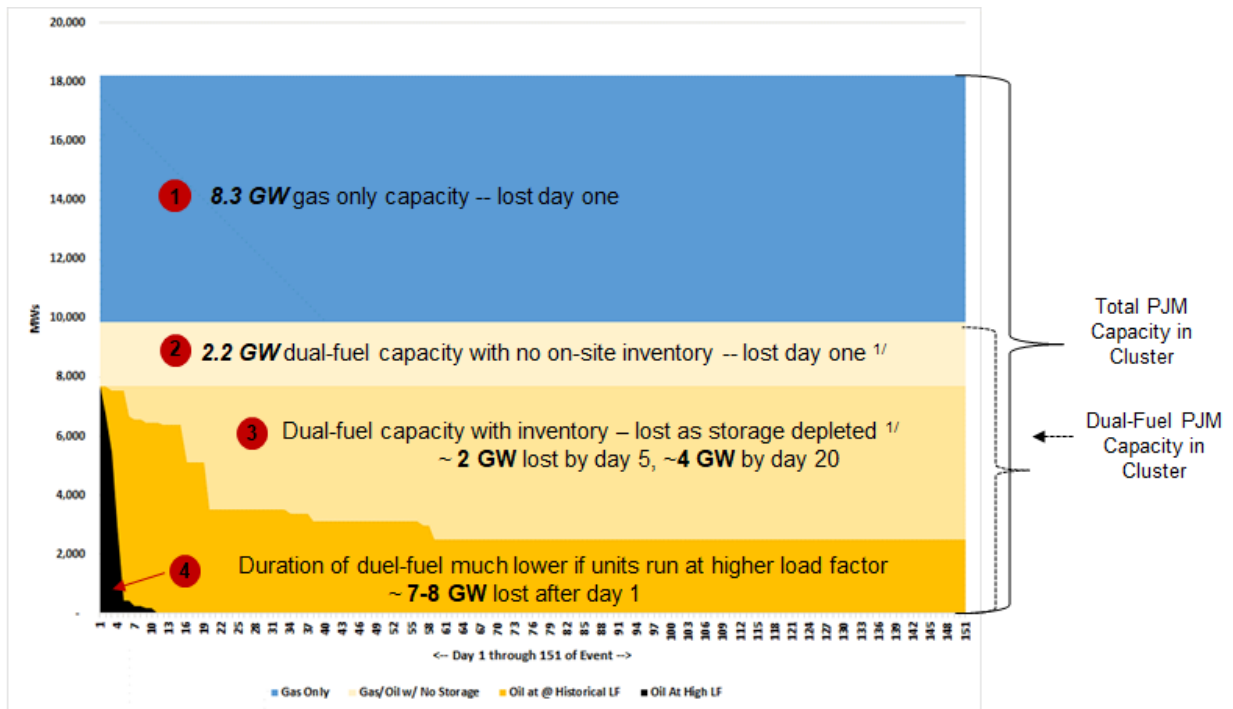 20,000
18,000
16,000
14,000
12,000
10,000
8,000
6,000
4,000
2,000
-
MWs
1 8.3 GW gas only capacity -- lost day one
2 2.2 GW dual-fuel capacity with no on-site inventory -- lost day one 1/
3 Dual-fuel capacity with inventory – lost as storage depleted 1/
~ 2 GW lost by day 5, ~4 GW by day 20
4 Duration of duel-fuel much lower if units run at higher load factor
~ 7-8 GW lost after day 1
Total PJM
Capacity in
Cluster
Dual-Fuel PJM
Capacity in
Cluster
1 4 7 10 13 16 19 22 25 28 31 34 37 40 43 46 49 52 55 58 61 64 67 70 73 76 79 82 85 88 91 94 97 100 103 106 109 112 115 118 121 124 127 130 133 136 139 142 145 148 151
<-- Day 1 through 151 of Event -->
Gas Only Gas/Oil w/ No Storage Oil at @ Historical LF Oil At High LF